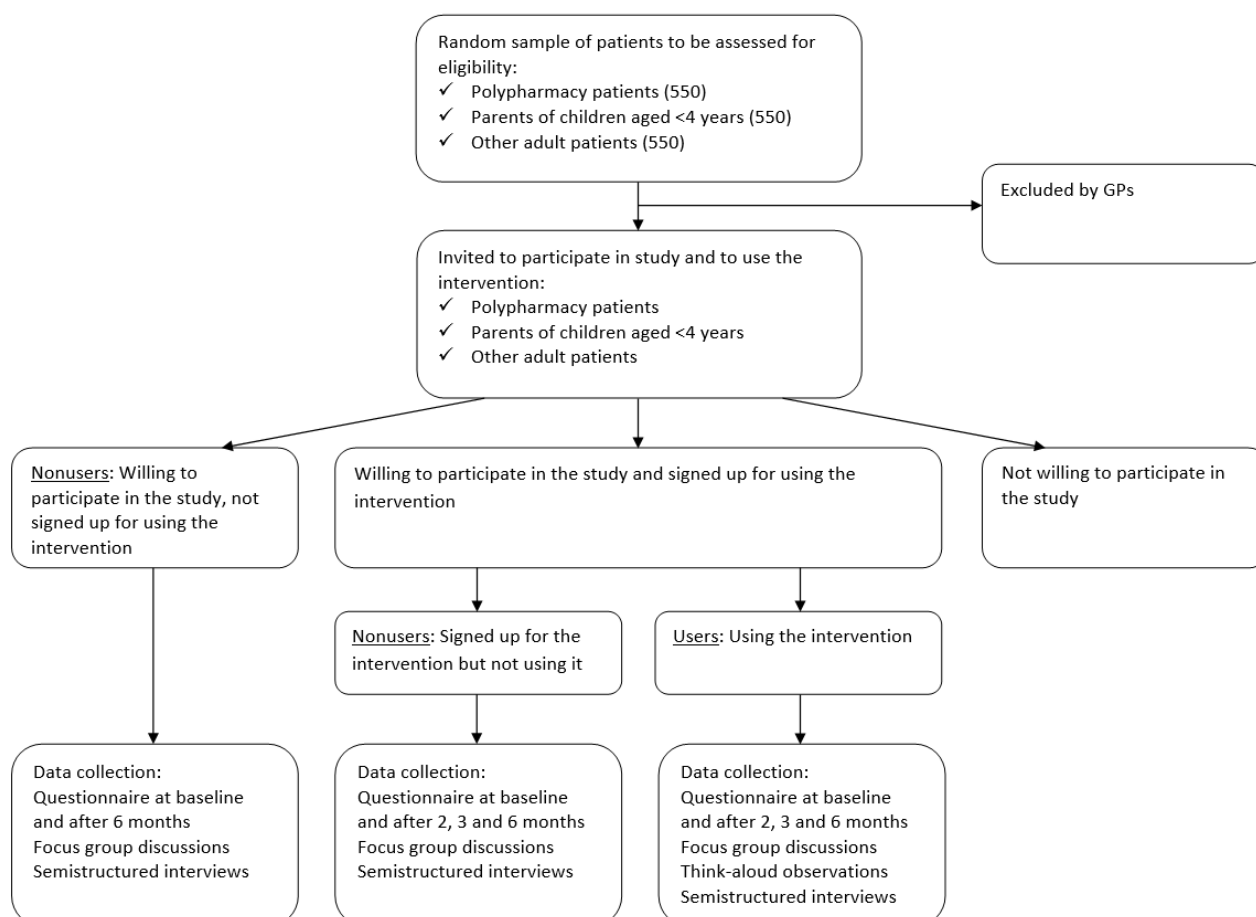 Random sample of patients to be assessed for
eligibility:
✓ Polypharmacy patients (550)
✓ Parents of children aged <4 years (550)
✓ Other adult patients (550)
Excluded by GPs
Invited to participate in study and to use the
intervention:
✓ Polypharmacy patients
✓ Parents of children aged <4 years
✓ Other adult patients
Nonusers: Willing to
participate in the study, not
signed up for using the
intervention
Willing to participate in the study and signed up for using the
intervention
Not willing to participate in
the study
Nonusers: Signed up for the
intervention but not using it
Users: Using the intervention
Data collection:
Questionnaire at baseline
and after 6 months
Focus group discussions
Semistructured interviews
Data collection:
Questionnaire at baseline
and after 2, 3 and 6 months
Focus group discussions
Semistructured interviews
Data collection:
Questionnaire at baseline
and after 2, 3 and 6 months
Focus group discussions
Think-aloud observations
Semistructured interviews